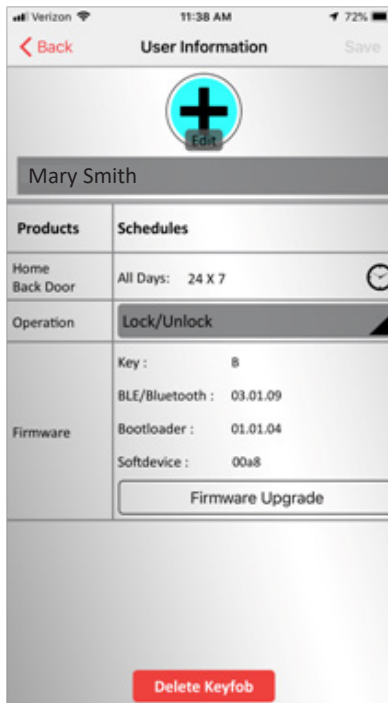 Verizon 11:38 AM 72%
Back User Information Save
Edit
Mary Smith
Products Schedules
Home
Back Door
All Days: 24 X 7
Operation Lock/Unlock
Firmware
Key : B
BLE/Bluetooth : 03.01.09
Bootloader : 01.01.04
Softdevice : 00a8
Firmware Upgrade
Delete Keyfob